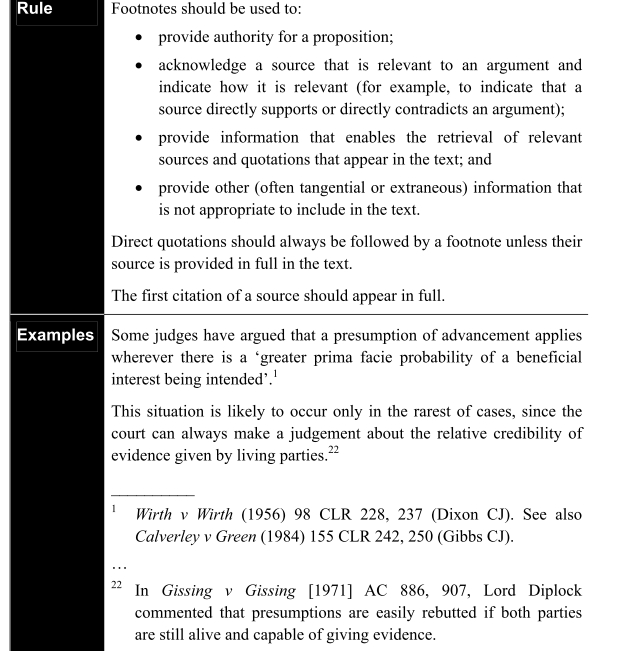 Rule
Footnotes should be used to:
• provide authority for a proposition;
• acknowledge a source that is relevant to an argument and
indicate how it is relevant (for example, to indicate that a
source directly supports or directly contradicts an argument);
• provide information that enables the retrieval of relevant
sources and quotations that appear in the text; and
• provide other (often tangential or extraneous) information that
is not appropriate to include in the text.
Direct quotations should always be followed by a footnote unless their
source is provided in full in the text.
The first citation of a source should appear in full.
Examples
Some judges have argued that a presumption of advancement applies
wherever there is a ‘greater prima facie probability of a beneficial
interest being intended’.1
This situation is likely to occur only in the rarest of cases, since the
court can always make a judgement about the relative credibility of
evidence given by living parties.22
1 Wirth v Wirth (1956) 98 CLR 228, 237 (Dixon CJ). See also
Calverley v Green (1984) 155 CLR 242, 250 (Gibbs CJ).
…
22 In Gissing v Gissing [1971] AC 886, 907, Lord Diplock
commented that presumptions are easily rebutted if both parties
are still alive and capable of giving evidence.